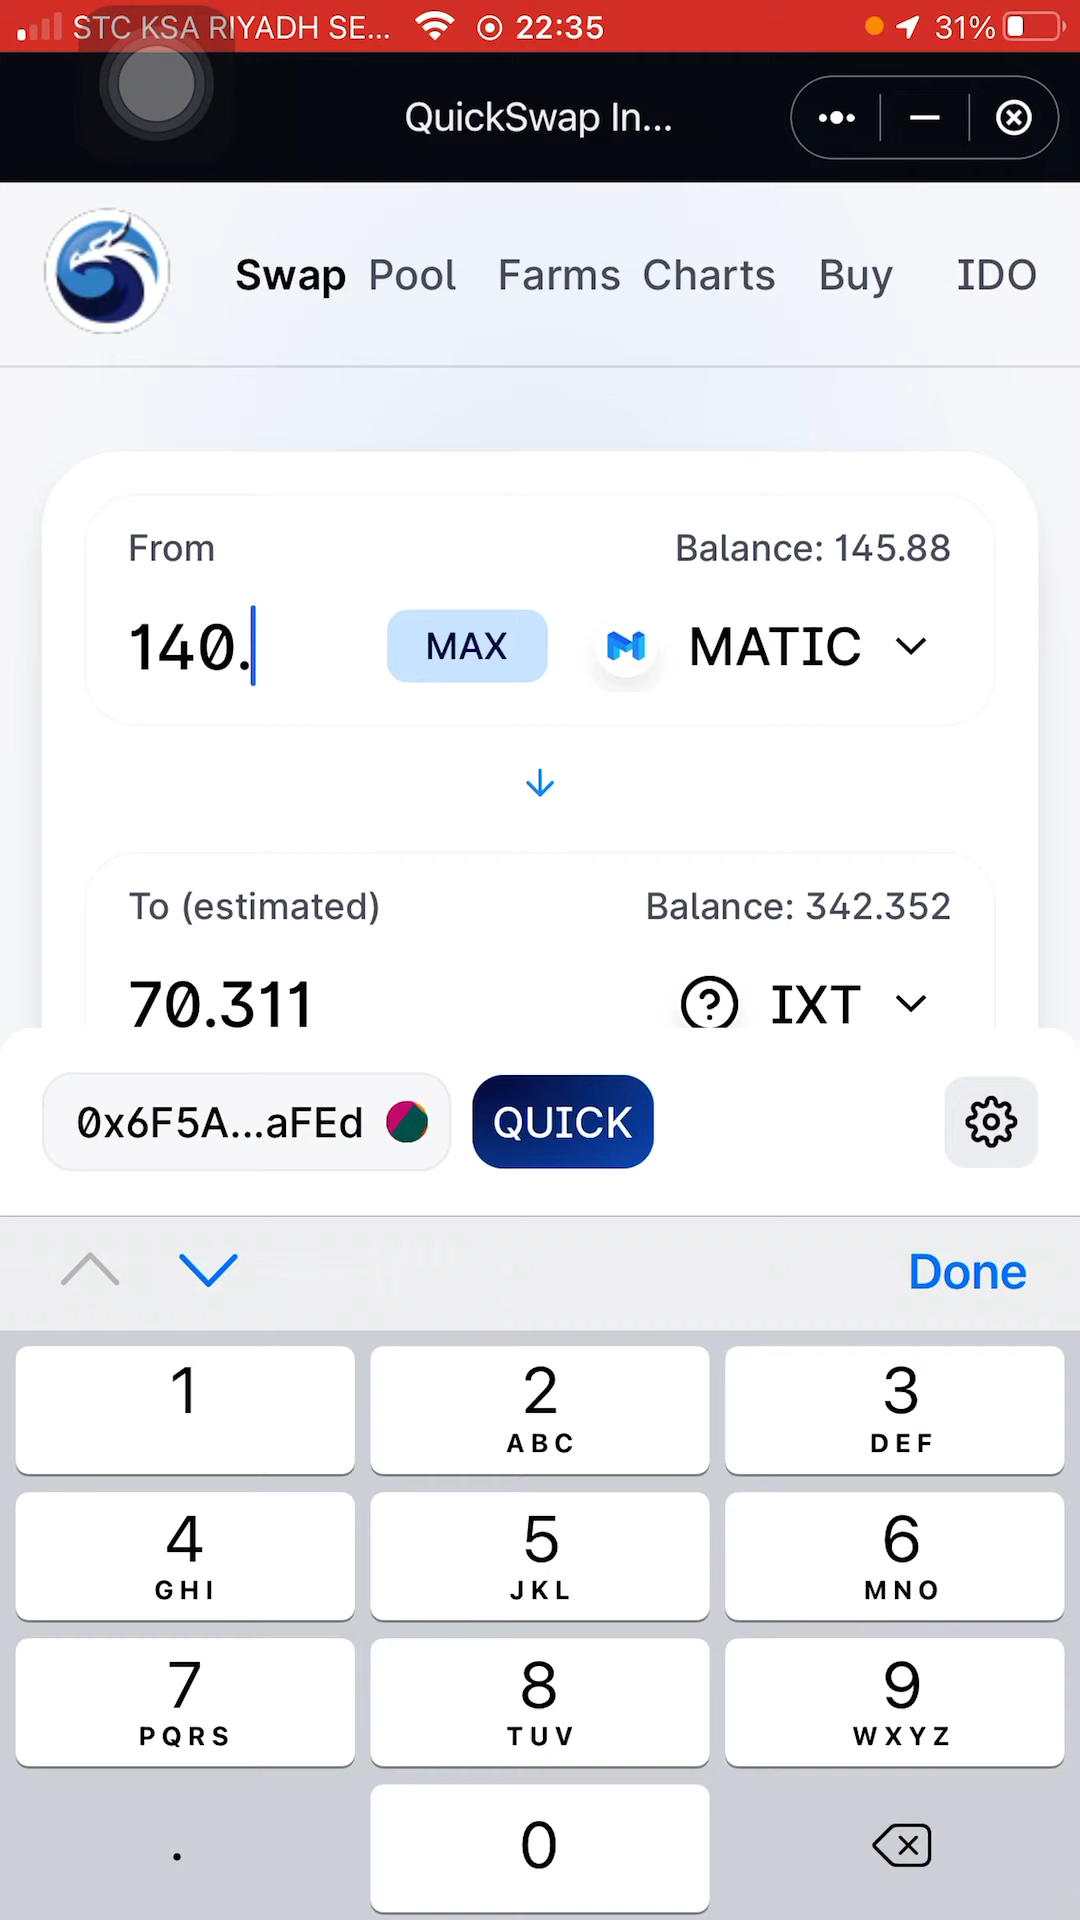 STC KSA RIYADH SE... 22:35 31%
QuickSwap In...
Swap Pool Farms Charts Buy IDO
From Balance: 145.88
140. MAX MATIC
To (estimated) Balance: 342.352
70.311 IXT
0x6F5A...aFEd QUICK
Done
1 2 3
ABC DEF
4 5 6
GHI JKL MNO
7 8 9
PQRS TUV WXYZ
. 0